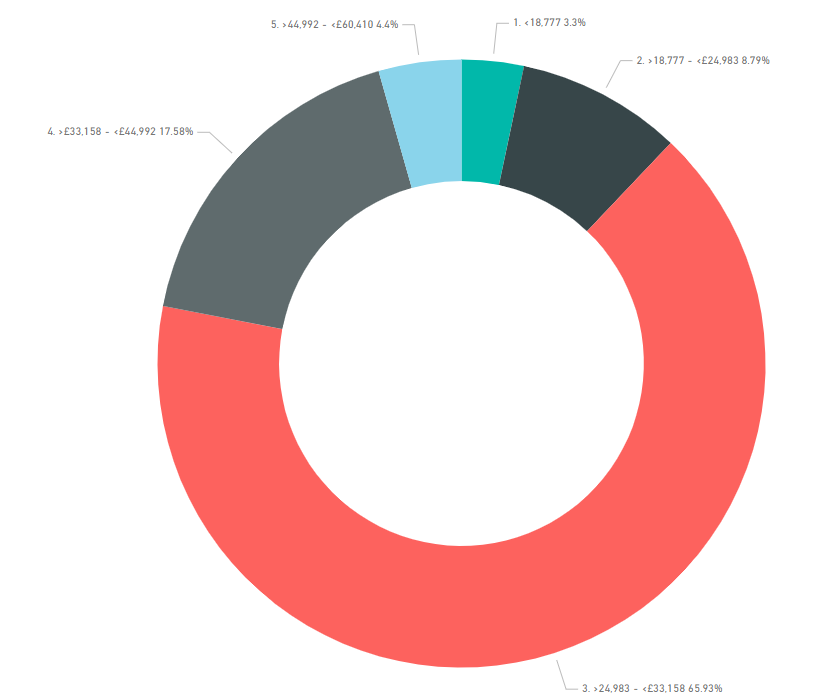 5. >44,992 - <£60,410 4.4%
1. <18,777 3.3%
2. >18,777 - <£24,983 8.79%
4. >£33,158 - <£44,992 17.58%
3. >24,983 - <£33,158 65.93%